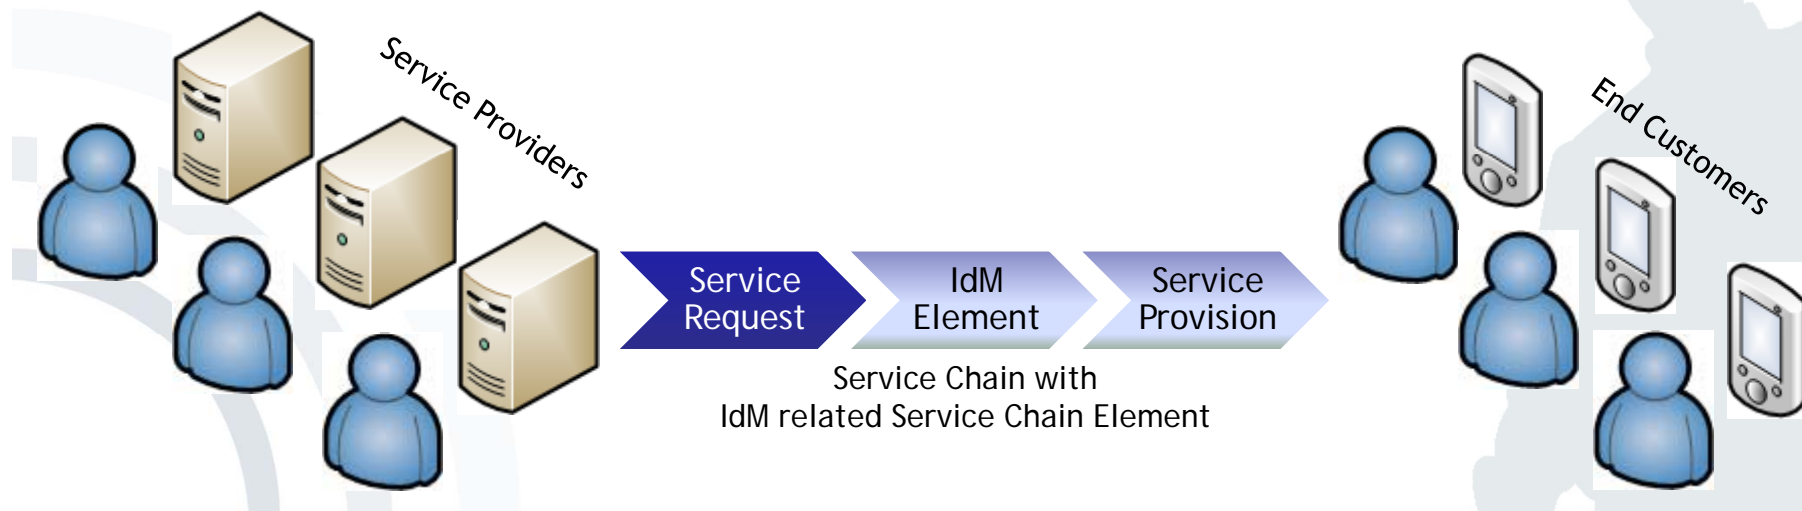 Service Providers
End Customers
Service
Request
IdM
Element
Service
Provision
Service Chain with
IdM related Service Chain Element